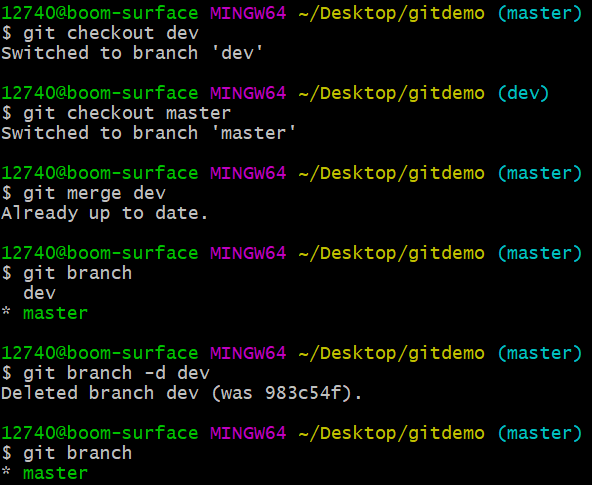 12740@boom-surface MINGW64 ~/Desktop/gitdemo (master)
$ git checkout dev
Switched to branch 'dev'
12740@boom-surface MINGW64 ~/Desktop/gitdemo (dev)
$ git checkout master
Switched to branch 'master'
12740@boom-surface MINGW64 ~/Desktop/gitdemo (master)
$ git merge dev
Already up to date.
12740@boom-surface MINGW64 ~/Desktop/gitdemo (master)
$ git branch
  dev
* master
12740@boom-surface MINGW64 ~/Desktop/gitdemo (master)
$ git branch -d dev
Deleted branch dev (was 983c54f).
12740@boom-surface MINGW64 ~/Desktop/gitdemo (master)
$ git branch
* master